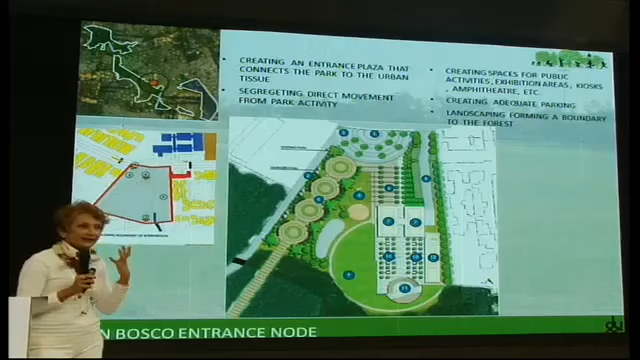 CREATING AN ENTRANCE PLAZA THAT
CONNECTS THE PARK TO THE URBAN
TISSUE
SEGREGETING DIRECT MOVEMENT
FROM PARK ACTIVITY
CREATING SPACES FOR PUBLIC
ACTIVITIES, EXHIBITION AREAS, KIOSKS
, AMPHITHEATRE, ETC.
CREATING ADEQUATE PARKING
LANDSCAPING FORMING A BOUNDARY
TO THE FOREST
N BOSCO ENTRANCE NODE